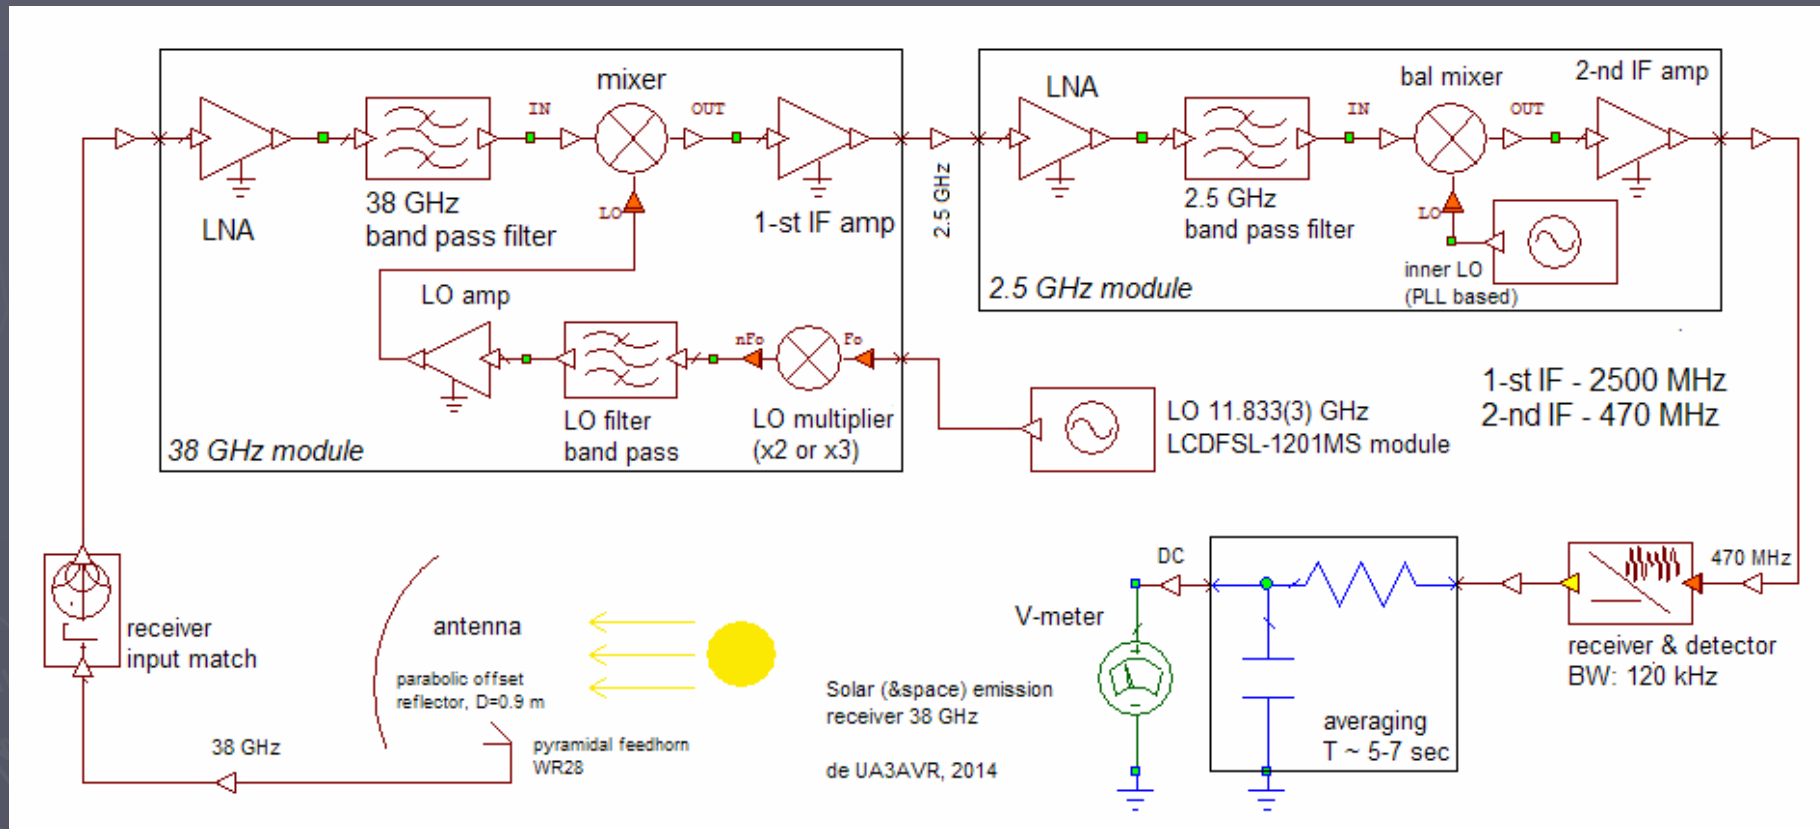 mixer
IN
OUT
LNA
38 GHz
band pass filter
LO
1-st IF amp
2.5 GHz
LO amp
nFo
Fo
LO filter
band pass
LO multiplier
(x2 or x3)
38 GHz module
LNA
bal mixer
2-nd IF amp
IN
OUT
2.5 GHz
band pass filter
LO
inner LO
(PLL based)
2.5 GHz module
LO 11.833(3) GHz
LCDFSL-1201MS module
1-st IF - 2500 MHz
2-nd IF - 470 MHz
receiver
input match
antenna
parabolic offset
reflector, D=0.9 m
38 GHz
pyramidal feedhorn
WR28
Solar (&space) emission
receiver 38 GHz
de UA3AVR, 2014
V-meter
DC
averaging
T ~ 5-7 sec
470 MHz
receiver & detector
BW: 120 kHz